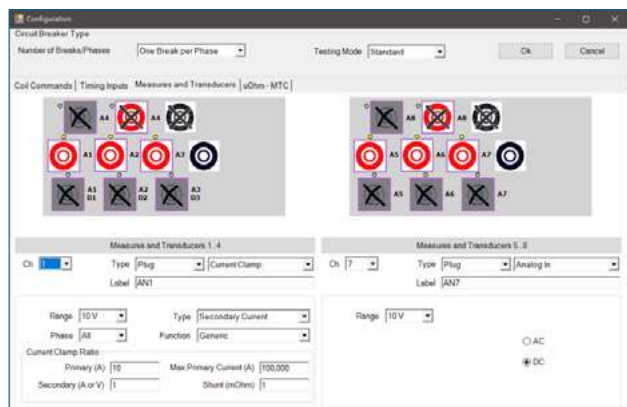 Configuration
Circuit Breaker Type
Number of Breaks/Phases One Break per Phase Testing Mode Standard Ok Cancel
Coil Commands Timing Inputs Measures and Transducers uOhm - MTC
A4 A4 A8 A8
A1 A2 A3 A5 A6 A7
A1 D1 A2 D2 A3 D3 A5 A6 A7
Measures and Transducers 1..4 Measures and Transducers 5..8
Ch 1 Type Plug Current Clamp Ch 7 Type Plug Analog In
Label AN1 Label AN7
Range 10 V Type Secondary Current Range 10 V
Phase All Function Generic AC
Current Clamp Ratio DC
Primary (A) 10 Max Primary Current (A) 100,000
Secondary (A or V) 1 Shunt (mOhm) 1